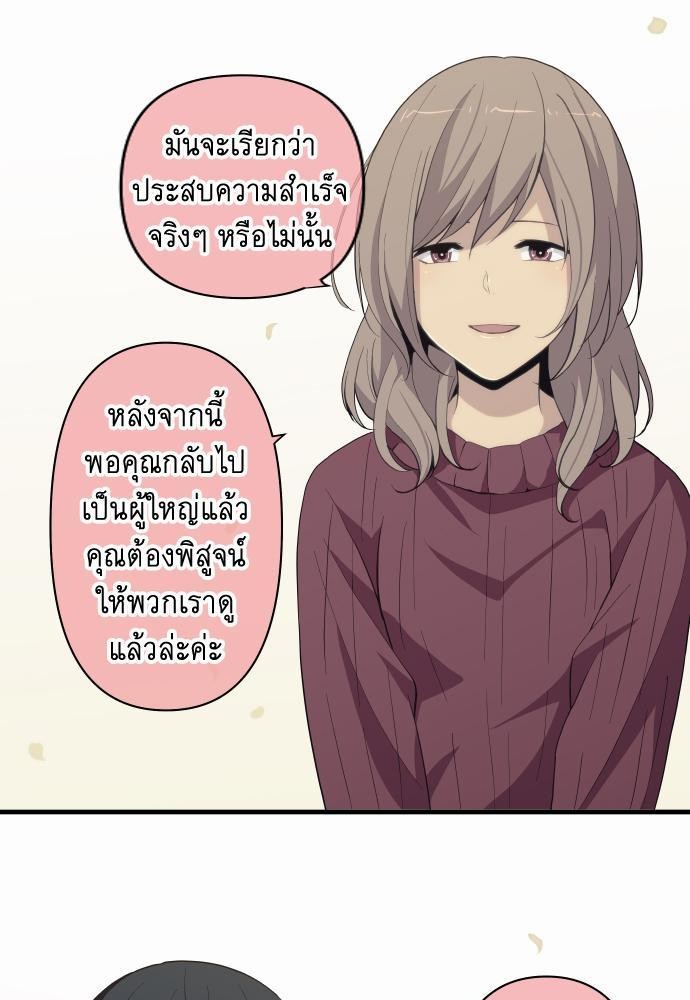 มันจะเรียกว่า
ประสบความสำเร็จ
จริงๆ หรือไม่นั้น
หลังจากนี้
พอคุณกลับไป
เป็นผู้ใหญ่แล้ว
คุณต้องพิสูจน์
ให้พวกเราดู
แล้วล่ะค่ะ